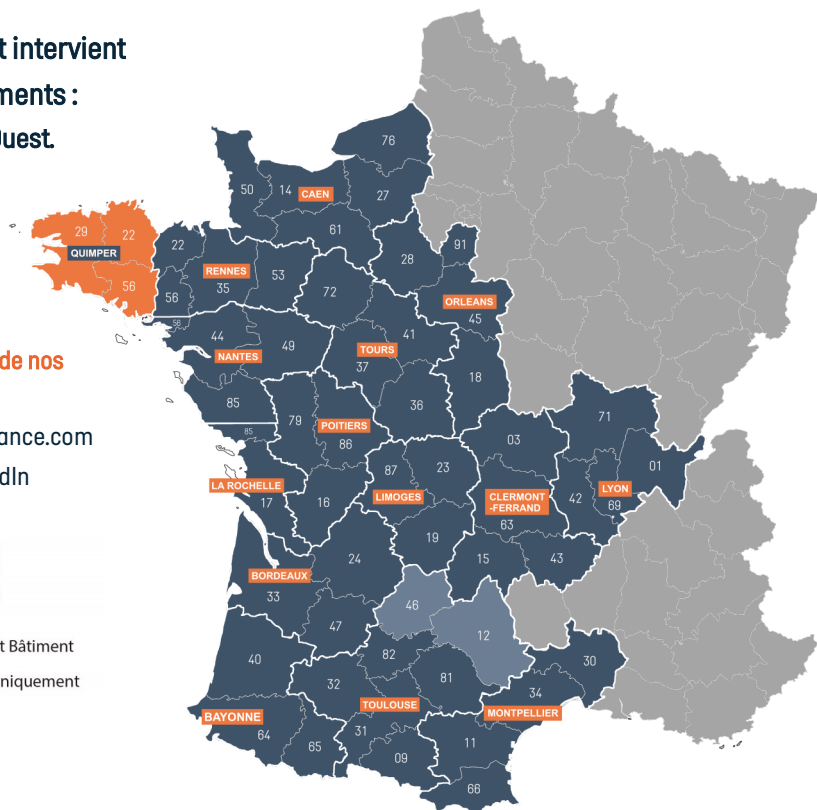 t intervient
ments :
Ouest.
de nos
ance.com
dIn
t Bâtiment
niquement
76
50
14
CAEN
27
61
29
22
QUIMPER
56
22
RENNES
35
53
56
56
28
91
72
ORLEANS
45
44
NANTES
49
41
TOURS
37
18
85
36
71
79
POITIERS
86
85
03
01
87
23
LA ROCHELLE
17
16
LIMOGES
CLERMONT
-FERRAND
63
42
LYON
69
19
24
15
43
BORDEAUX
33
46
47
12
82
30
40
32
81
34
TOULOUSE
MONTPELLIER
BAYONNE
64
65
31
09
11
66